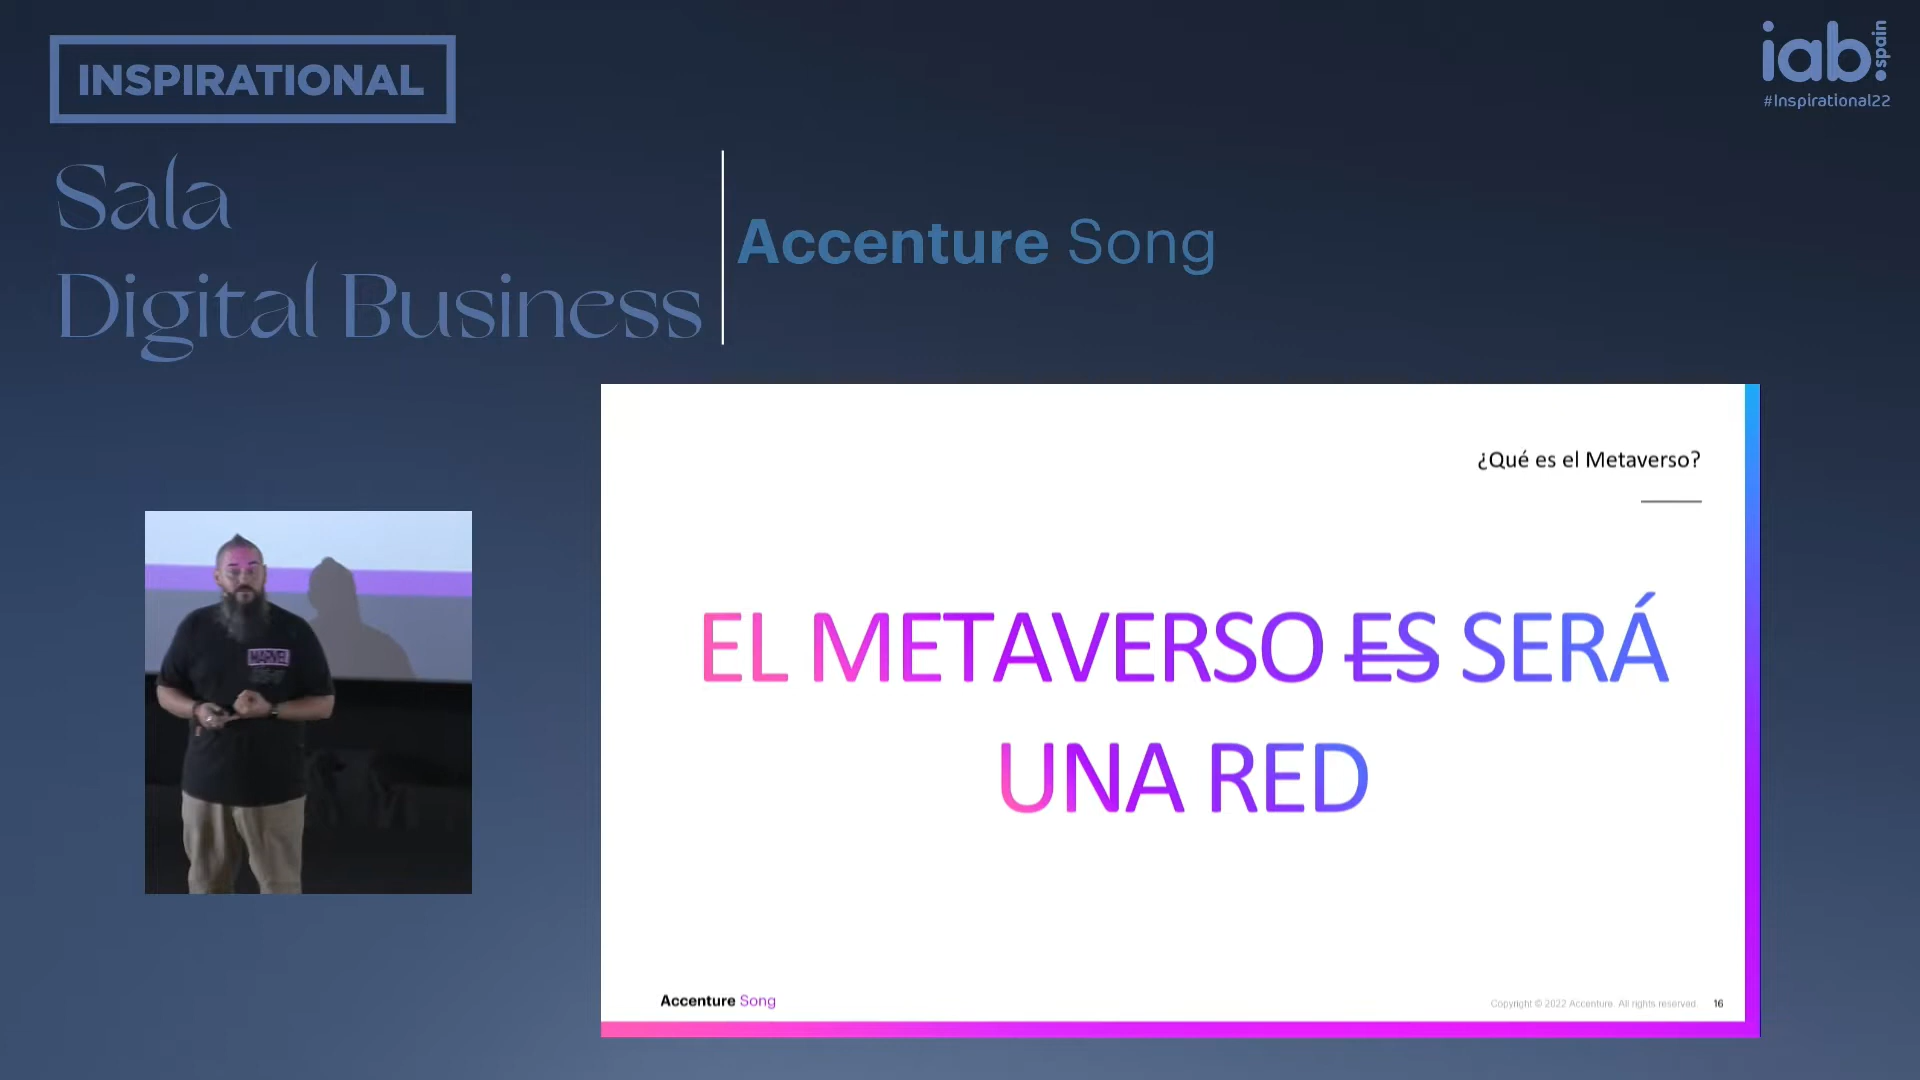 INSPIRATIONAL
iab.spain
#Inspirational22
Sala
Digital Business
Accenture Song
¿Qué es el Metaverso?
EL METAVERSO ES SERÁ
UNA RED
MARVEL
Accenture Song
Copyright © 2022 Accenture. All rights reserved. 16